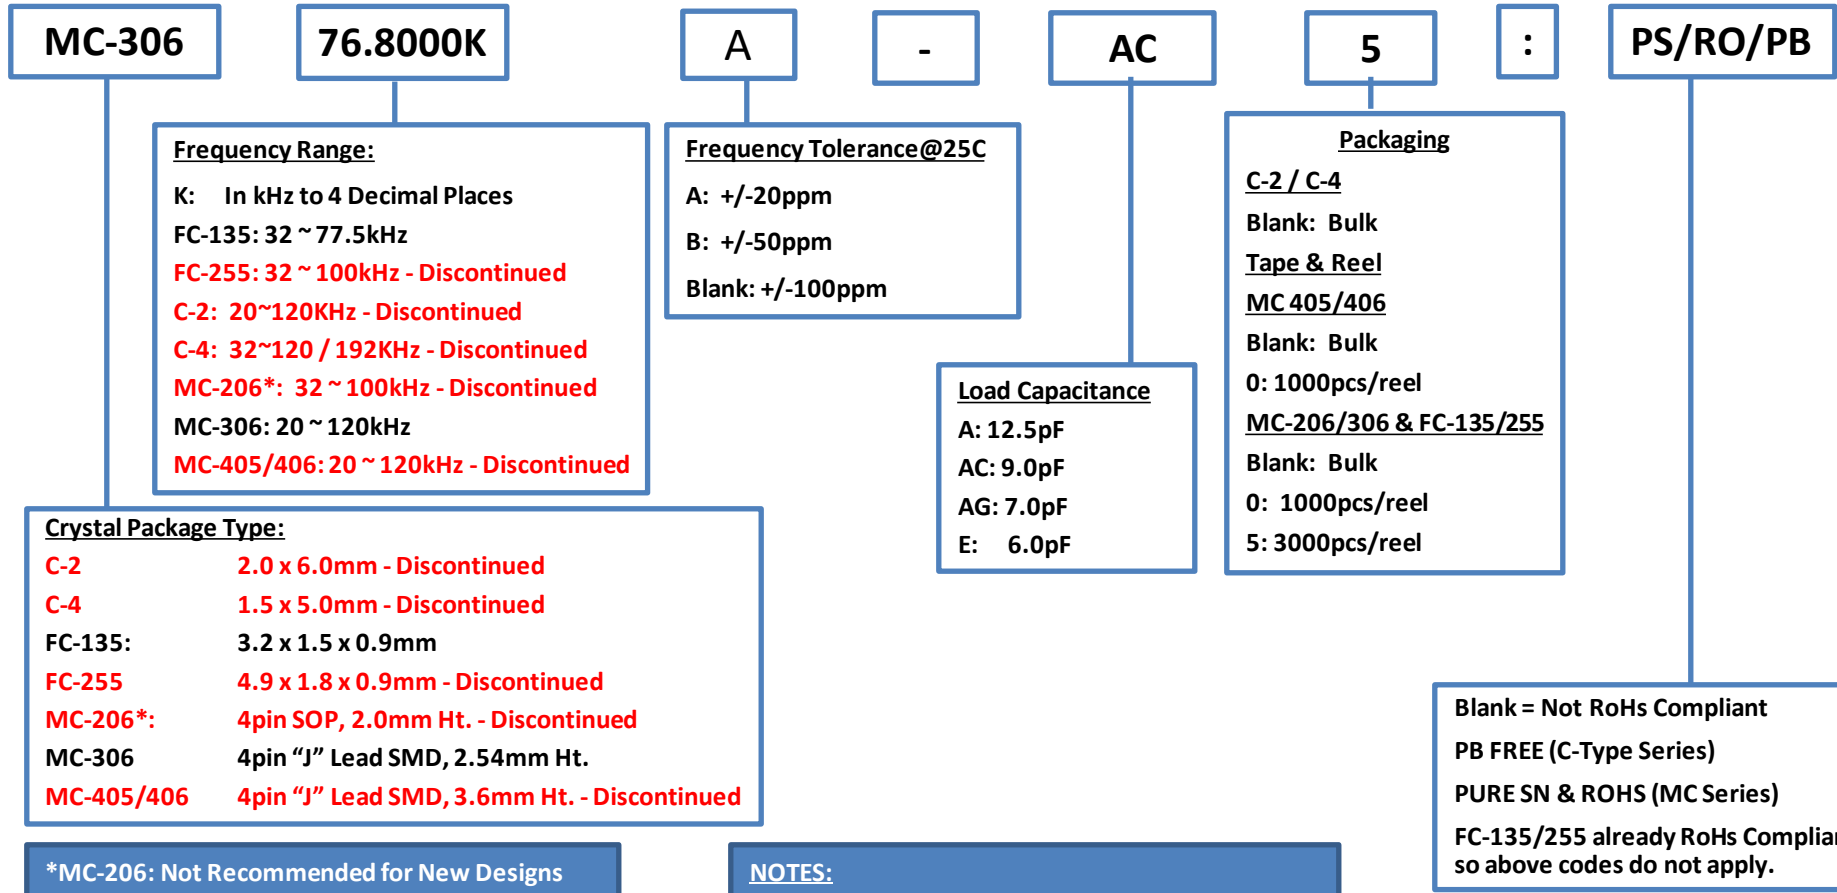 MC-306 76.8000K A - AC 5 : PS/RO/PB
Frequency Range:
K: In kHz to 4 Decimal Places
FC-135: 32 ~ 77.5kHz
FC-255: 32 ~ 100kHz - Discontinued
C-2: 20~120KHz - Discontinued
C-4: 32~120 / 192KHz - Discontinued
MC-206*: 32 ~ 100kHz - Discontinued
MC-306: 20 ~ 120kHz
MC-405/406: 20 ~ 120kHz - Discontinued
Frequency Tolerance@25C
A: +/-20ppm
B: +/-50ppm
Blank: +/-100ppm
Load Capacitance
A: 12.5pF
AC: 9.0pF
AG: 7.0pF
E: 6.0pF
Packaging
C-2 / C-4
Blank: Bulk
Tape & Reel
MC 405/406
Blank: Bulk
0: 1000pcs/reel
MC-206/306 & FC-135/255
Blank: Bulk
0: 1000pcs/reel
5: 3000pcs/reel
Crystal Package Type:
C-2 2.0 x 6.0mm - Discontinued
C-4 1.5 x 5.0mm - Discontinued
FC-135: 3.2 x 1.5 x 0.9mm
FC-255 4.9 x 1.8 x 0.9mm - Discontinued
MC-206*: 4pin SOP, 2.0mm Ht. - Discontinued
MC-306 4pin “J” Lead SMD, 2.54mm Ht.
MC-405/406 4pin “J” Lead SMD, 3.6mm Ht. - Discontinued
Blank = Not RoHs Compliant
PB FREE (C-Type Series)
PURE SN & ROHS (MC Series)
FC-135/255 already RoHs Complian
so above codes do not apply.
*MC-206: Not Recommended for New Designs
NOTES: